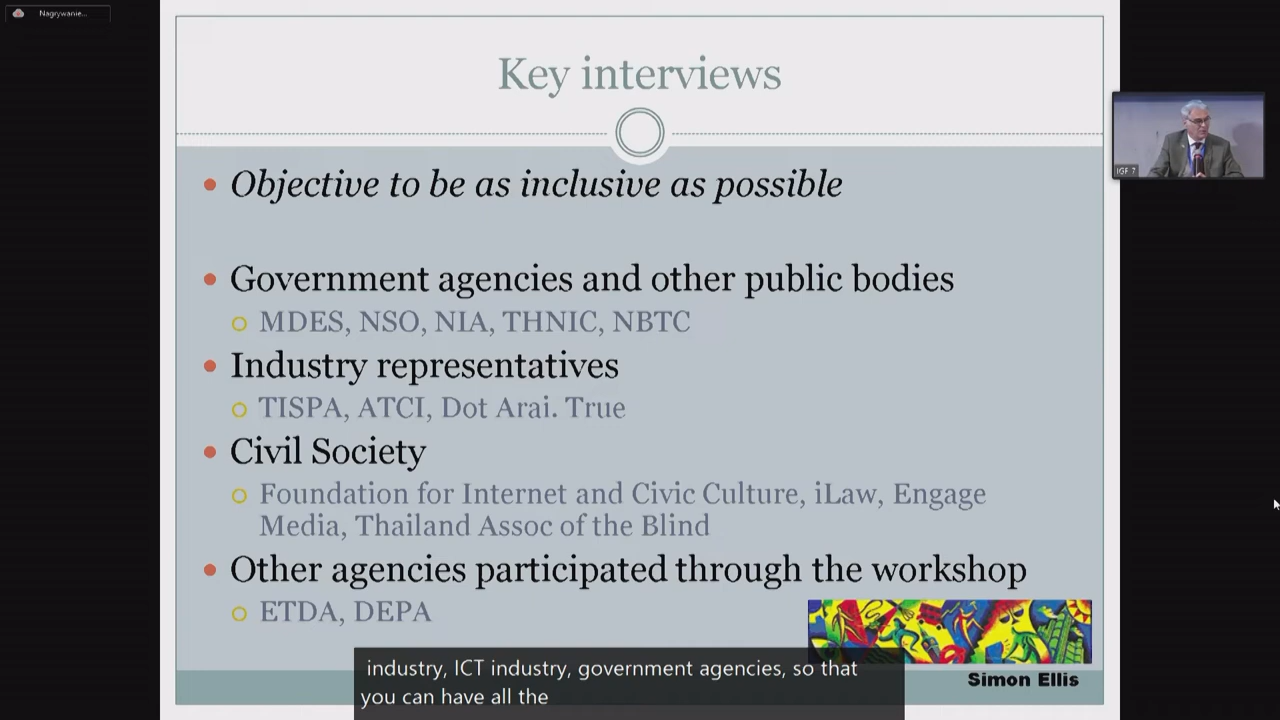 Nagrywanie...
Key interviews
Objective to be as inclusive as possible
Government agencies and other public bodies
MDES, NSO, NIA, THNIC, NBTC
Industry representatives
TISPA, ATCI, Dot Arai. True
Civil Society
Foundation for Internet and Civic Culture, iLaw, Engage
Media, Thailand Assoc of the Blind
Other agencies participated through the workshop
ETDA, DEPA
Simon Ellis
industry, ICT industry, government agencies, so that
you can have all the
IGF 7